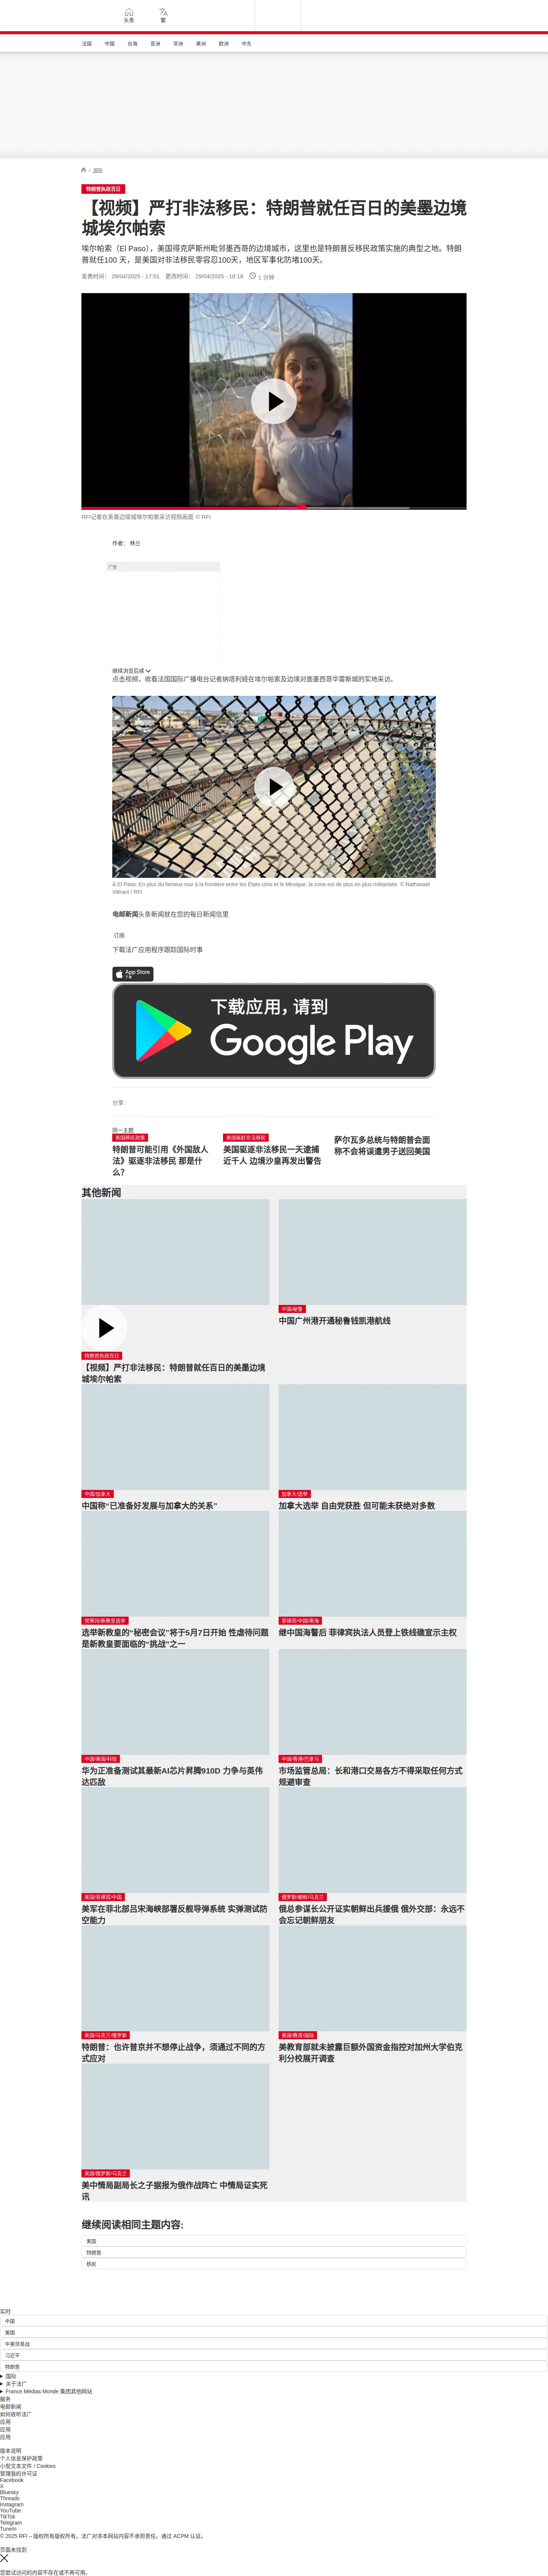 头条
繁
法国 中国 台海 亚洲 非洲 美洲 欧洲 中东
/ 国际
特朗普执政百日
【视频】严打非法移民：特朗普就任百日的美墨边境
城埃尔帕索
埃尔帕索（El Paso），美国得克萨斯州毗邻墨西哥的边境城市，这里也是特朗普反移民政策实施的典型之地。特朗
普就任100 天，是美国对非法移民零容忍100天，地区军事化防堵100天。
发表时间： 29/04/2025 - 17:51 更改时间： 29/04/2025 - 18:18 1 分钟
RFI记者在美墨边境城埃尔帕索采访视频画面 © RFI
作者： 林兰
广告
继续浏览后续
点击视频，收看法国国际广播电台记者纳塔利娅在埃尔帕索及边境对面墨西哥华雷斯城的实地采访。
À El Paso, En plus du fameux mur à la frontière entre les États-Unis et le Mexique, la zone est de plus en plus militarisée. © Nathanaël
Vittrant / RFI
电邮新闻头条新闻就在您的每日新闻信里
订阅
下载法广应用程序跟踪国际时事
App Store
下载
下载应用，请到
Google Play
分享 :
同一主题
美国移民政策
特朗普可能引用《外国敌人
法》驱逐非法移民 那是什
么？
美国驱赶非法移民
美国驱逐非法移民一天逮捕
近千人 边境沙皇再发出警告
萨尔瓦多总统与特朗普会面
称不会将误遣男子送回美国
其他新闻
特朗普执政百日
【视频】严打非法移民：特朗普就任百日的美墨边境
城埃尔帕索
中国/秘鲁
中国广州港开通秘鲁钱凯港航线
中国/加拿大
中国称“已准备好发展与加拿大的关系”
加拿大/选举
加拿大选举 自由党获胜 但可能未获绝对多数
梵蒂冈/新教皇选举
选举新教皇的“秘密会议”将于5月7日开始 性虐待问题
是新教皇要面临的“挑战”之一
菲律宾/中国/南海
继中国海警后 菲律宾执法人员登上铁线礁宣示主权
中国/美国/科技
华为正准备测试其最新AI芯片昇腾910D 力争与英伟
达匹敌
中国/香港/巴拿马
市场监管总局：长和港口交易各方不得采取任何方式
规避审查
美国/菲律宾/中国
美军在菲北部吕宋海峡部署反舰导弹系统 实弹测试防
空能力
俄罗斯/朝鲜/乌克兰
俄总参谋长公开证实朝鲜出兵援俄 俄外交部：永远不
会忘记朝鲜朋友
美国/乌克兰/俄罗斯
特朗普：也许普京并不想停止战争，须通过不同的方
式应对
美国/教育/国际
美教育部就未披露巨额外国资金指控对加州大学伯克
利分校展开调查
美国/俄罗斯/乌克兰
美中情局副局长之子据报为俄作战阵亡 中情局证实死
讯
继续阅读相同主题内容:
美国
特朗普
移民
实时
中国
美国
中美贸易战
习近平
特朗普
国际
关于法广
France Médias Monde 集团其他网站
服务
电邮新闻
如何收听法广
应用
应用
应用
版本说明
个人信息保护政策
小型文本文件 / Cookies
管理我的许可证
Facebook
X
Bluesky
Threads
Instagram
YouTube
TikTok
Telegram
TuneIn
© 2025 RFI – 版权所有版权所有。法广对非本网站内容不承担责任。通过 ACPM 认证。
页面未找到
您尝试访问的内容不存在或不再可用。